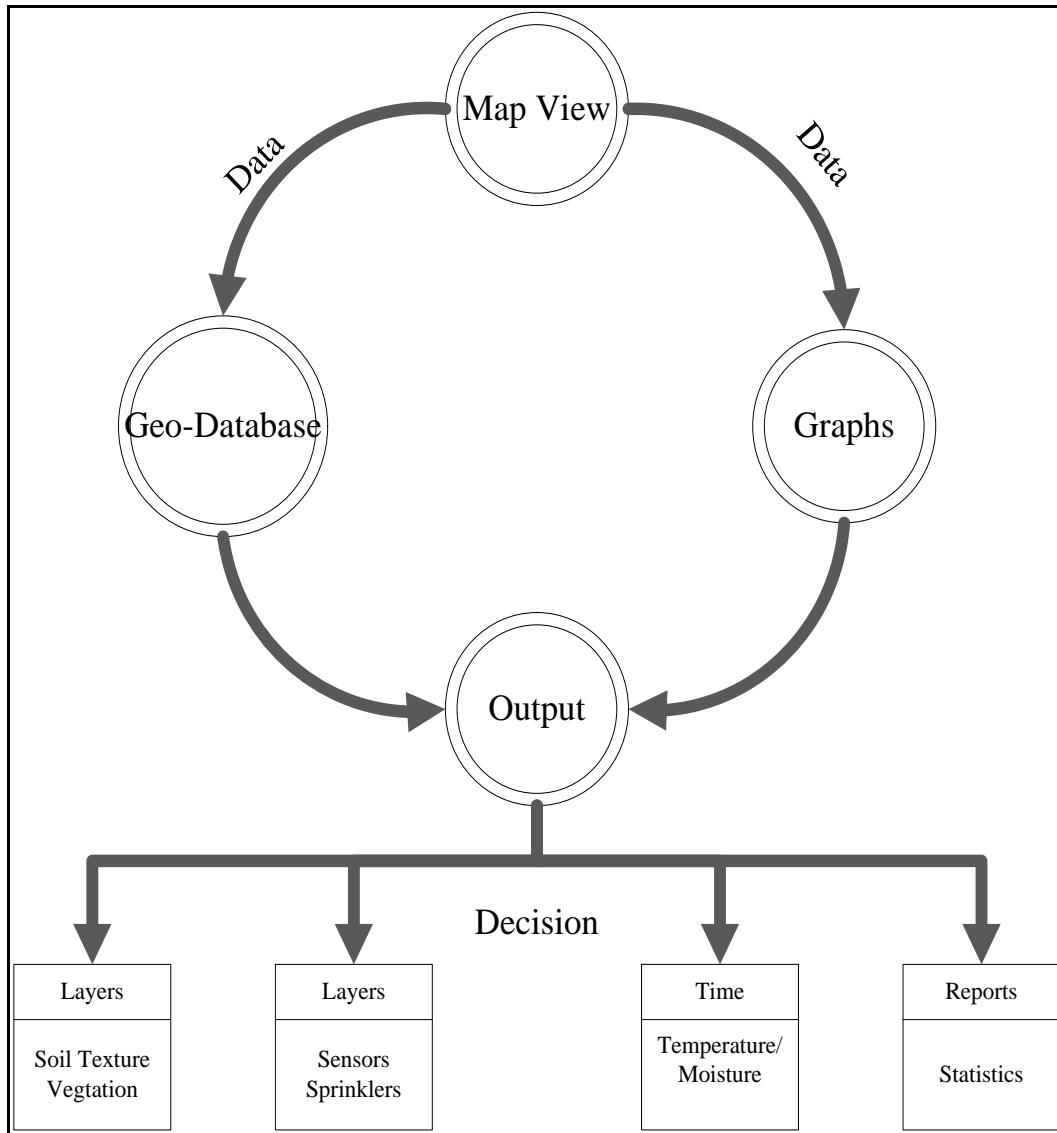 Map View
Data
Data
Geo-Database
Graphs
Output
Decision
Layers
Soil Texture
Vegtation
Layers
Sensors
Sprinklers
Time
Temperature/
Moisture
Reports
Statistics